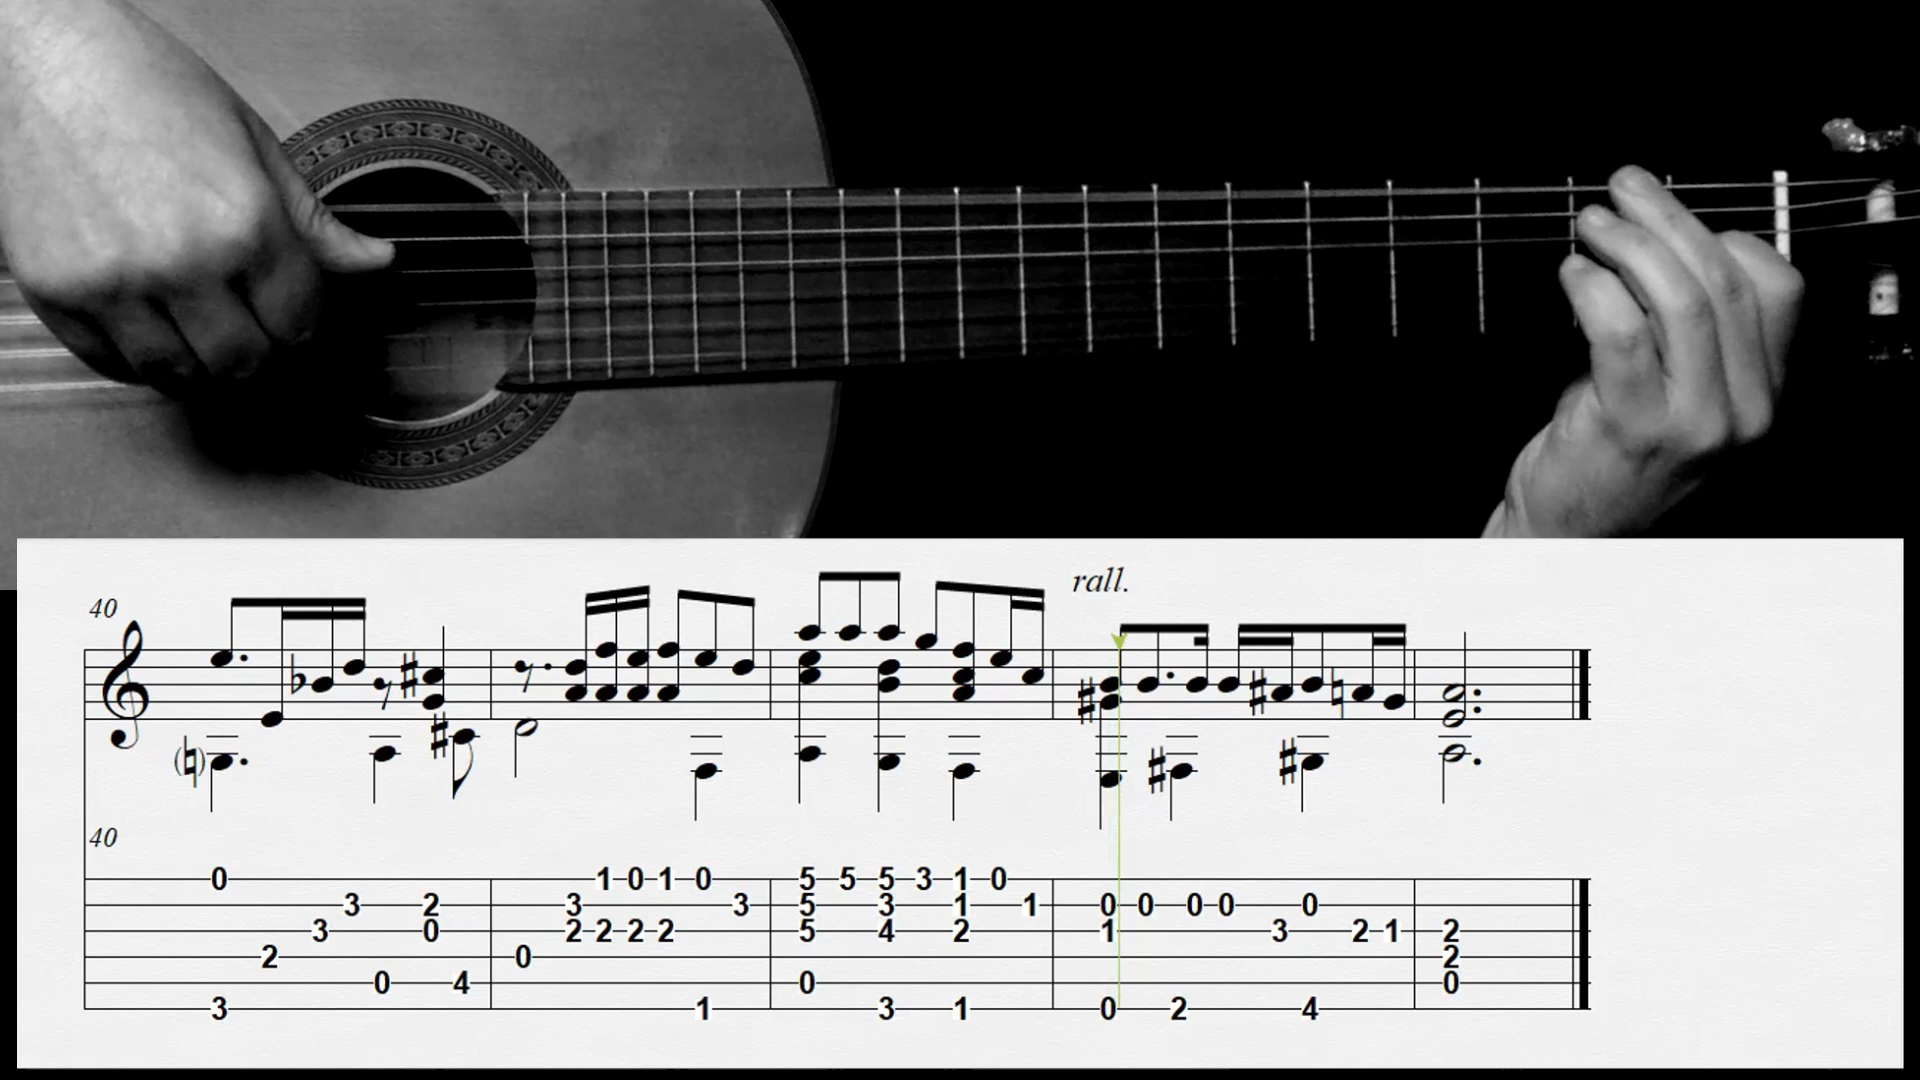 rall.
40
40
0 1 0 1 0 5 5 5 3 1 0
3 2 3 3 5 3 1 1 0 0 0 0 0
3 0 2 2 2 2 5 4 2 1 3 2 1 2
2 0 2
0 4 0 0
3 1 3 1 0 2 4